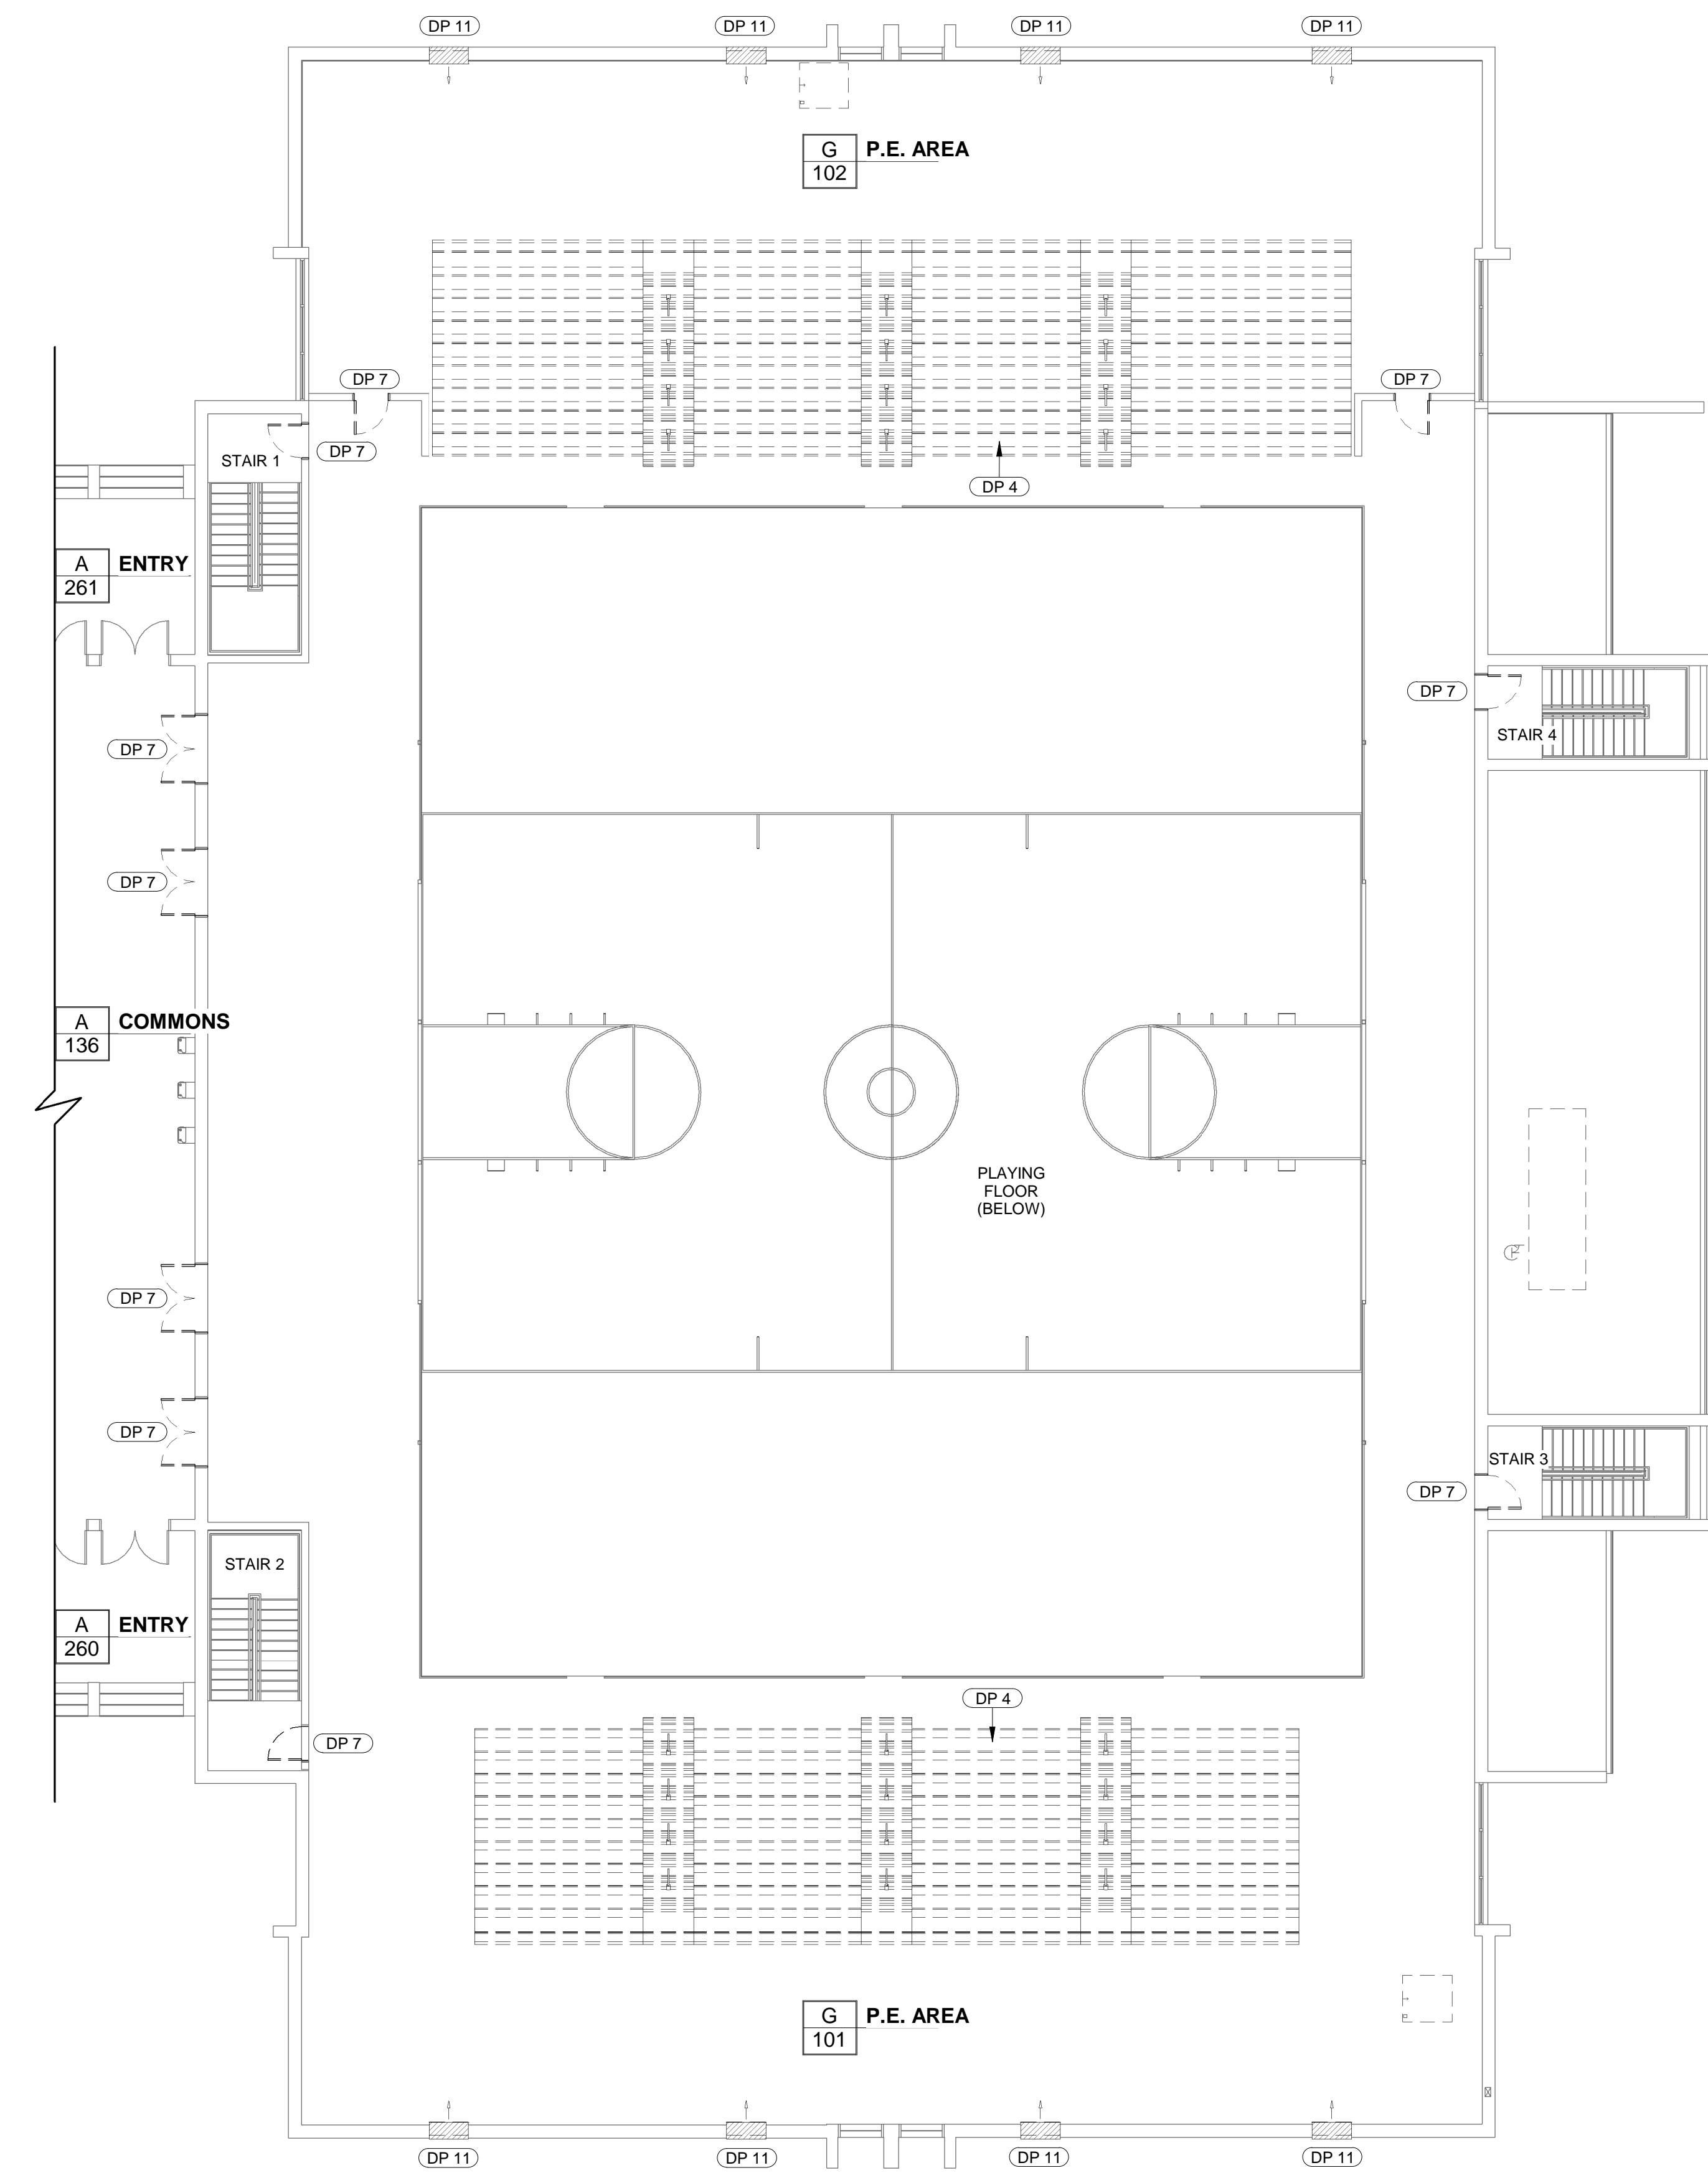 DP 11 DP 11 DP 11 DP 11
G P.E. AREA
102
DP 7 DP 7
DP 7
STAIR 1
DP 4
A ENTRY
261
DP 7
STAIR 4
DP 7
DP 7
A COMMONS
136
PLAYING
FLOOR
(BELOW)
DP 7
DP 7
STAIR 3
DP 7
STAIR 2
A ENTRY
260
DP 4
DP 7
G P.E. AREA
101
DP 11 DP 11 DP 11 DP 11